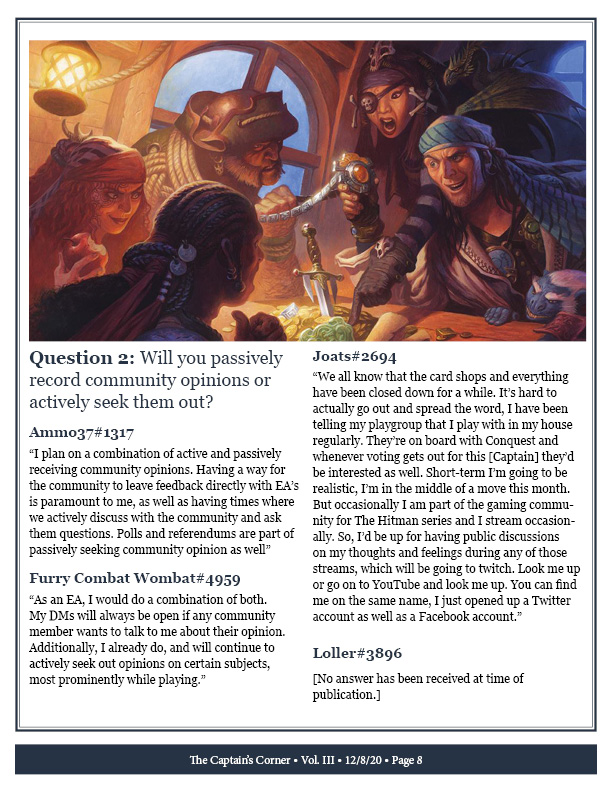 Question 2: Will you passively
record community opinions or
actively seek them out?
Ammo37#1317
“I plan on a combination of active and passively
receiving community opinions. Having a way for
the community to leave feedback directly with EA’s
is paramount to me, as well as having times where
we actively discuss with the community and ask
them questions. Polls and referendums are part of
passively seeking community opinion as well”
Furry Combat Wombat#4959
“As an EA, I would do a combination of both.
My DMs will always be open if any community
member wants to talk to me about their opinion.
Additionally, I already do, and will continue to
actively seek out opinions on certain subjects,
most prominently while playing.”
Joats#2694
“We all know that the card shops and everything
have been closed down for a while. It’s hard to
actually go out and spread the word, I have been
telling my playgroup that I play with in my house
regularly. They’re on board with Conquest and
whenever voting gets out for this [Captain] they’d
be interested as well. Short-term I’m going to be
realistic, I’m in the middle of a move this month.
But occasionally I am part of the gaming commu-
nity for The Hitman series and I stream occasion-
ally. So, I’d be up for having public discussions
on my thoughts and feelings during any of those
streams, which will be going to twitch. Look me up
or go on to YouTube and look me up. You can find
me on the same name, I just opened up a Twitter
account as well as a Facebook account.”
Loller#3896
[No answer has been received at time of
publication.]
The Captain’s Corner • Vol. III • 12/8/20 • Page 8